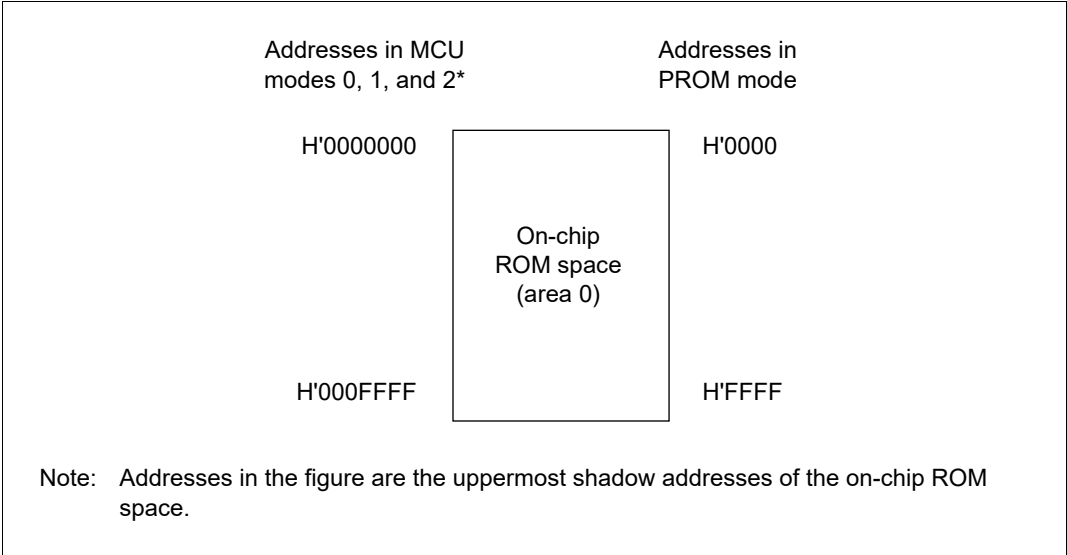 Addresses in MCU
modes 0, 1, and 2*
Addresses in
PROM mode
H'0000000
H'0000
On-chip
ROM space
(area 0)
H'000FFFF
H'FFFF
Note: Addresses in the figure are the uppermost shadow addresses of the on-chip ROM
space.